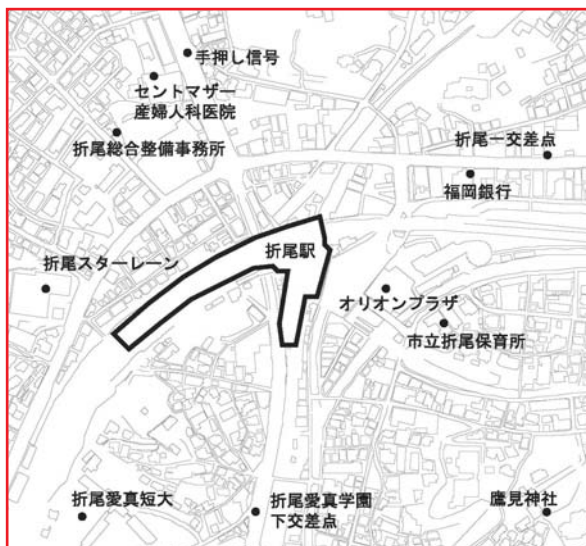 手押し信号
セントマザー
産婦人科医院
折尾総合整備事務所
折尾一交差点
福岡銀行
折尾駅
折尾スターレーン
オリオンプラザ
市立折尾保育所
折尾愛真短大
折尾愛真学園
下交差点
鷹見神社